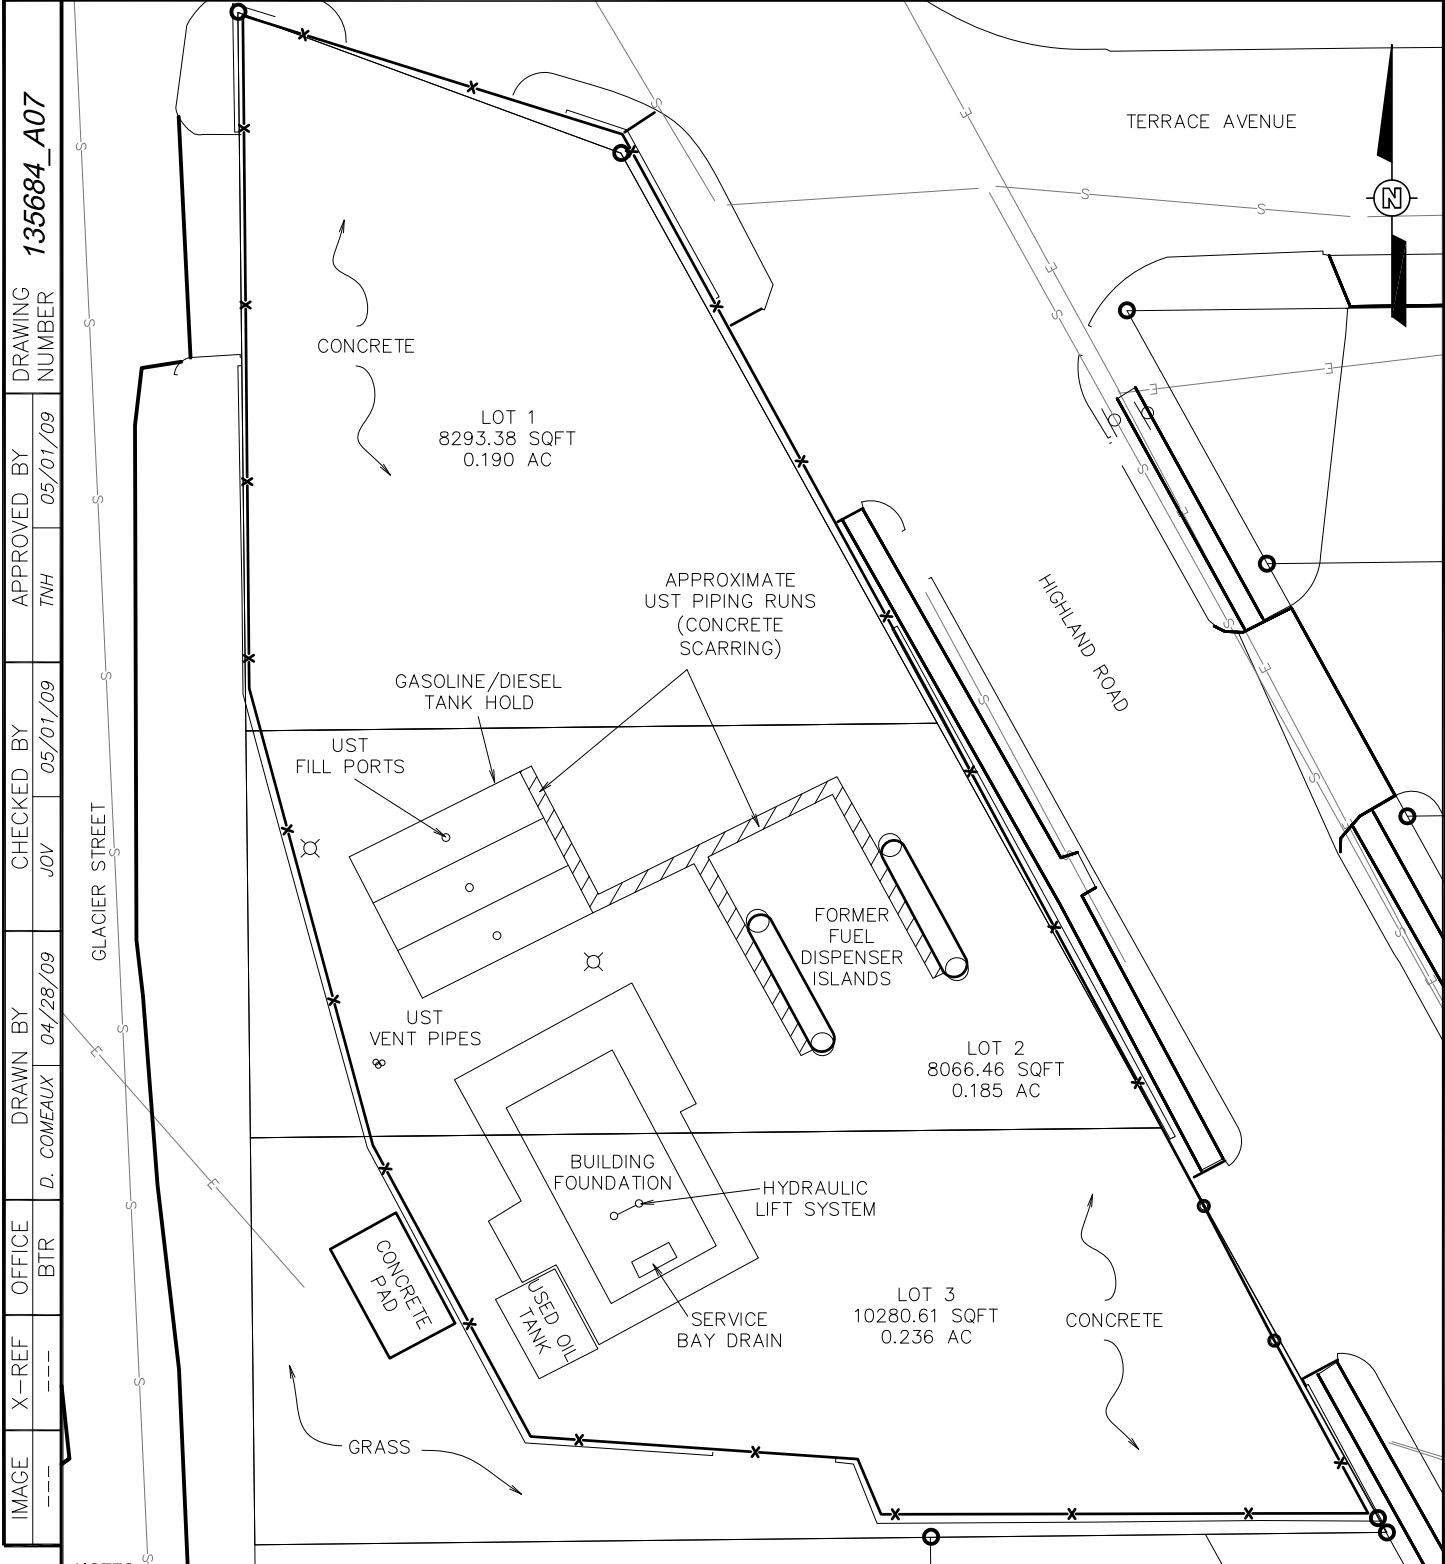 DRAWING NUMBER 135684_A07
APPROVED BY
TNH 05/01/09
CHECKED BY
JOV 05/01/09
DRAWN BY
D. COMEAUX 04/28/09
OFFICE
BTR
X-REF
---
IMAGE
---
TERRACE AVENUE
N
CONCRETE
LOT 1
8293.38 SQFT
0.190 AC
APPROXIMATE
UST PIPING RUNS
(CONCRETE
SCARRING)
HIGHLAND ROAD
GASOLINE/DIESEL
TANK HOLD
UST
FILL PORTS
GLACIER STREET
FORMER
FUEL
DISPENSER
ISLANDS
UST
VENT PIPES
LOT 2
8066.46 SQFT
0.185 AC
BUILDING
FOUNDATION
HYDRAULIC
LIFT SYSTEM
CONCRETE
PAD
USED OIL
TANK
SERVICE
BAY DRAIN
LOT 3
10280.61 SQFT
0.236 AC
CONCRETE
GRASS